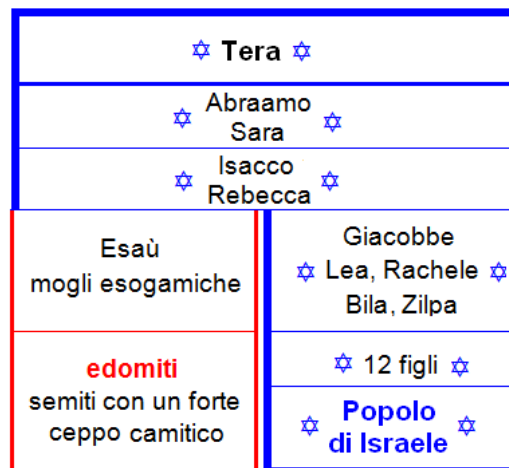 Tera
Abraamo
Sara
Isacco
Rebecca
Esaù
mogli esogamiche
edomiti
semiti con un forte
ceppo camitico
Giacobbe
Lea, Rachele
Bila, Zilpa
12 figli
Popolo
di Israele